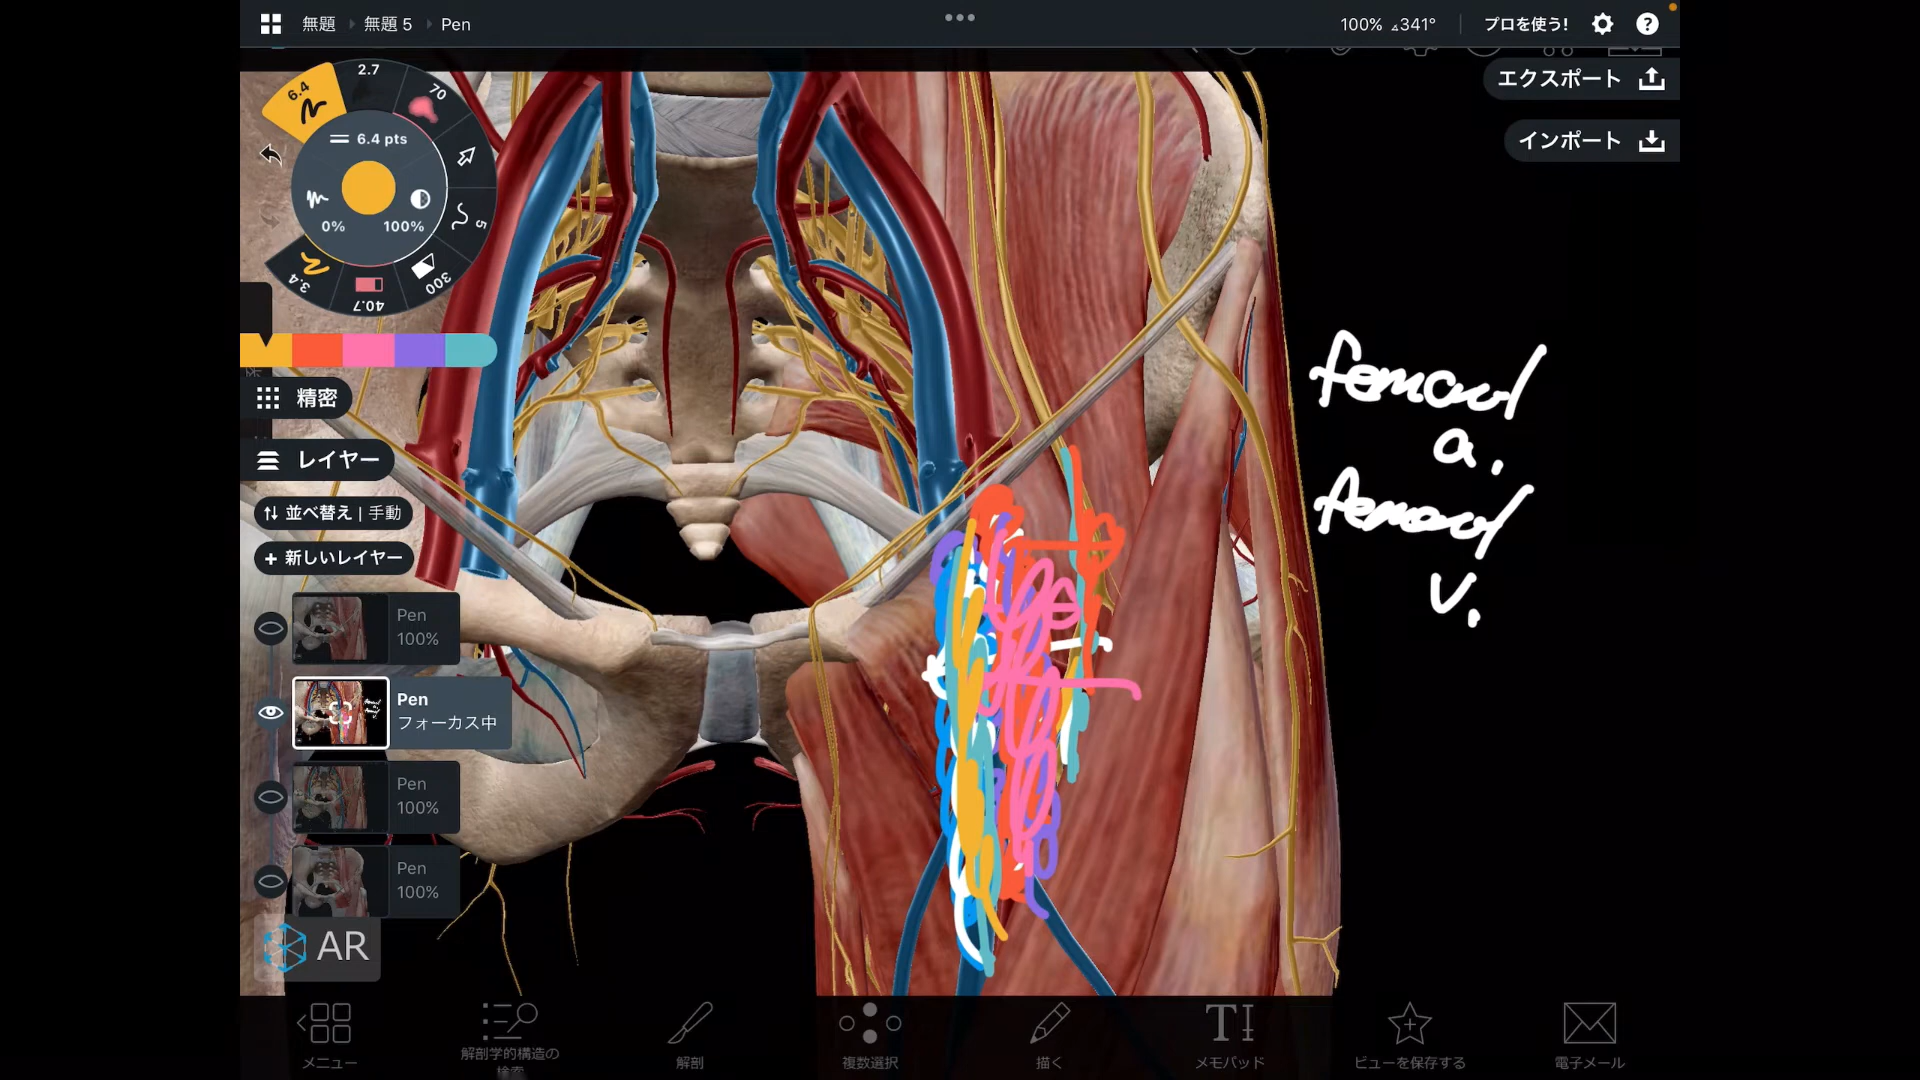 無題 無題 5 Pen
100% 341°
プロを使う!
エクスポート
インポート
2.7
6.4
70
6.4 pts
0%
100%
5
300
40.7
3.4
精密
レイヤー
並べ替え | 手動
+ 新しいレイヤー
Pen
100%
Pen
フォーカス中
Pen
100%
Pen
100%
AR
femoral
a.
femoral
v.
メニュー
解剖学的構造の
検索
解剖
複数選択
描く
メモパッド
ビューを保存する
電子メール